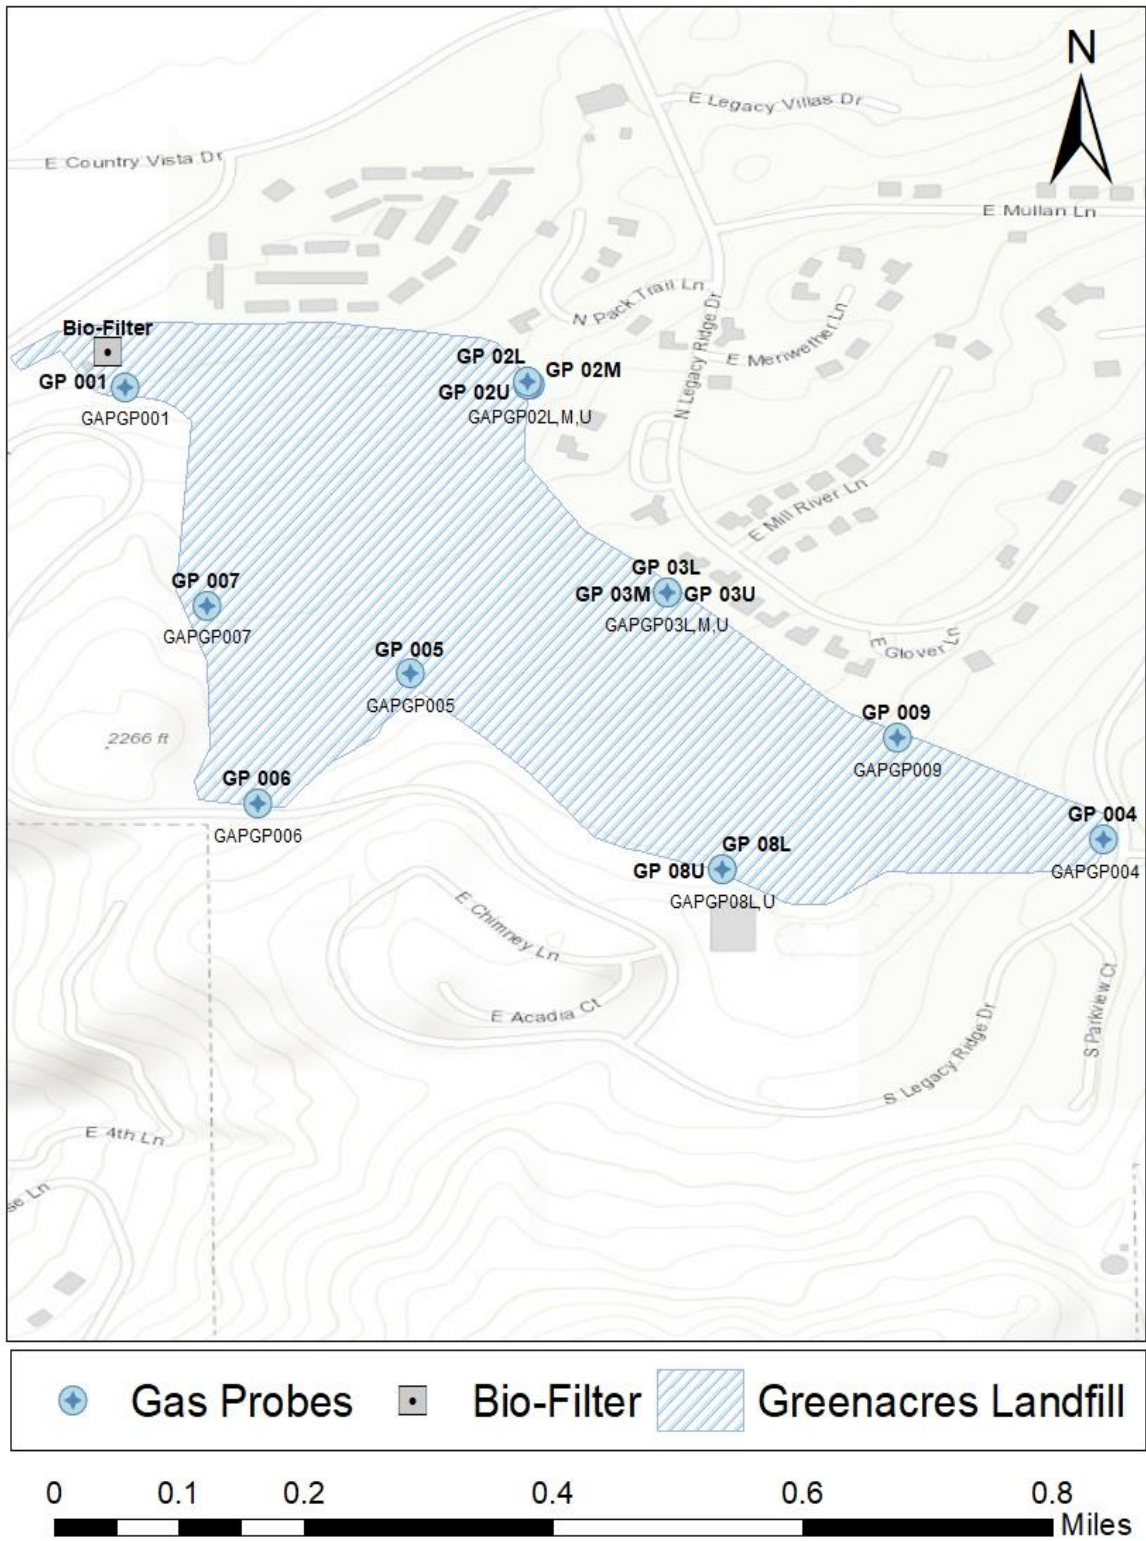 N
E Legacy Villas Dr
E Country Vista Dr
E Mullan Ln
N Pack Trail Ln
N Legacy Ridge Dr
Bio-Filter
E Meriwether Ln
GP 02L
GP 02M
GP 001
GP 02U
GAPGP001
GAPGP02L,M,U
E Mill River Ln
GP 007
GP 03L
GP 03M
GP 03U
GAPGP007
GAPGP03L,M,U
E Glover Ln
GP 005
GAPGP005
GP 009
2266 ft
GAPGP009
GP 006
GAPGP006
GP 004
GP 08L
GP 08U
GAPGP004
GAPGP08L,U
E Chimney Ln
E Acadia Ct
S Legacy Ridge Dr
S Parkview Ct
E 4th Ln
se Ln
Gas Probes
Bio-Filter
Greenacres Landfill
0 0.1 0.2 0.4 0.6 0.8
Miles